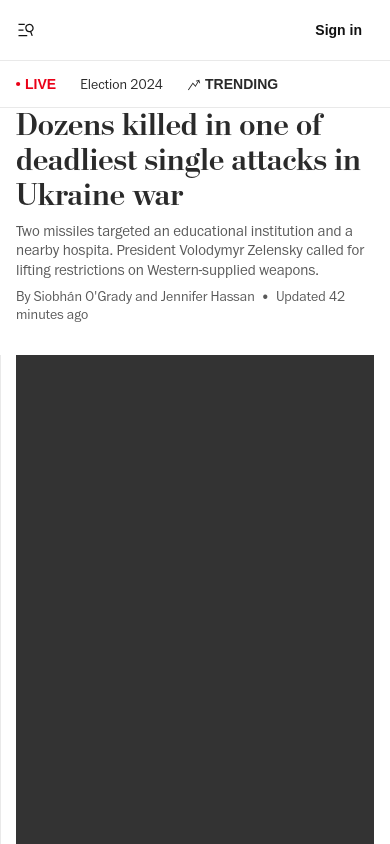 Sign in
LIVE
Election 2024
TRENDING
Dozens killed in one of
deadliest single attacks in
Ukraine war
Two missiles targeted an educational institution and a
nearby hospita. President Volodymyr Zelensky called for
lifting restrictions on Western-supplied weapons.
By Siobhán O'Grady and Jennifer Hassan • Updated 42
minutes ago